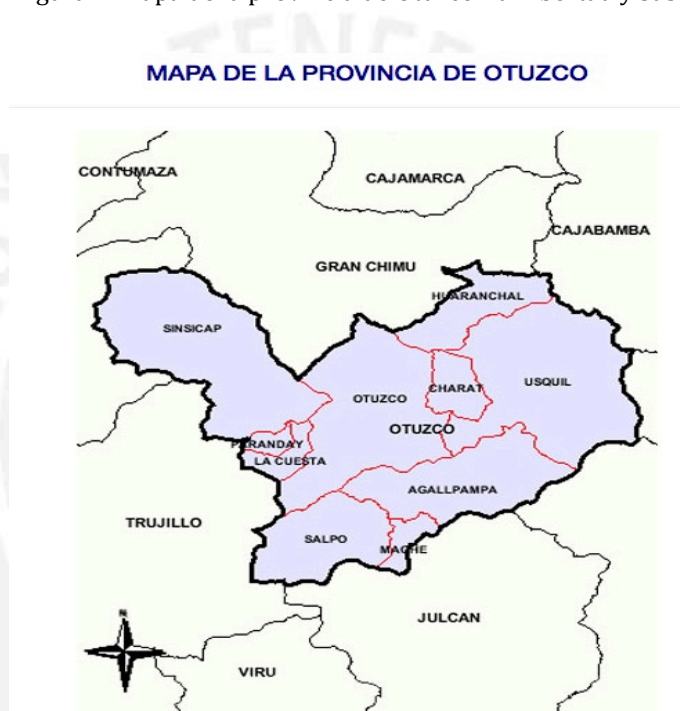 MAPA DE LA PROVINCIA DE OTUZCO
CONTUMAZA
CAJAMARCA
CAJABAMBA
GRAN CHIMU
HUARANCHAL
SINSICAP
CHARAT
USQUIL
OTUZCO
OTUZCO
PARANDAY
LA CUESTA
AGALLPAMPA
TRUJILLO
SALPO
MACHE
N
JULCAN
VIRU